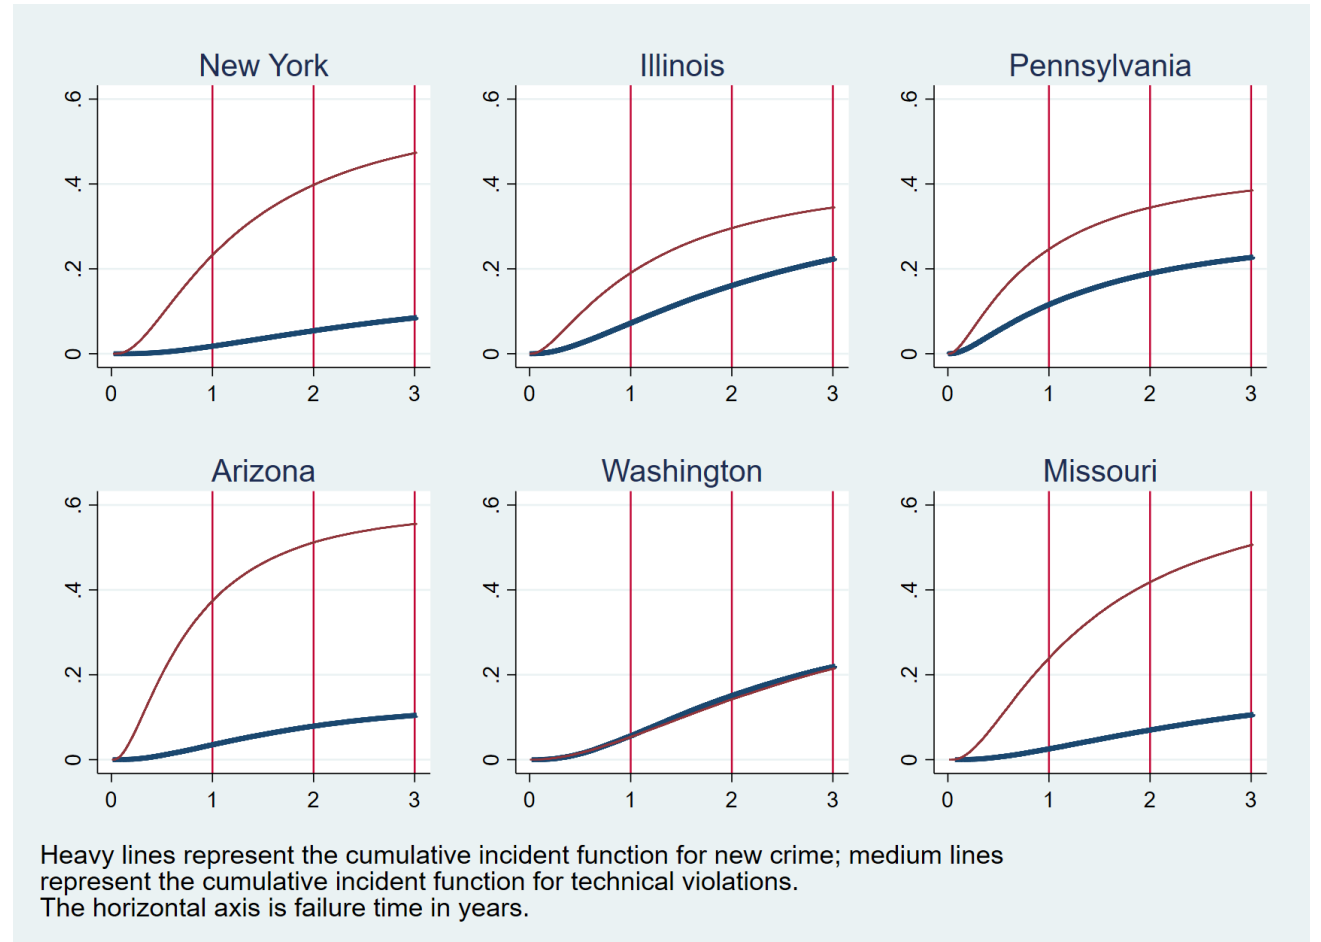 New York
Illinois
Pennsylvania
.6
.4
.2
0
0 1 2 3
.6
.4
.2
0
0 1 2 3
.6
.4
.2
0
0 1 2 3
Arizona
Washington
Missouri
.6
.4
.2
0
0 1 2 3
.6
.4
.2
0
0 1 2 3
.6
.4
.2
0
0 1 2 3
Heavy lines represent the cumulative incident function for new crime; medium lines
represent the cumulative incident function for technical violations.
The horizontal axis is failure time in years.